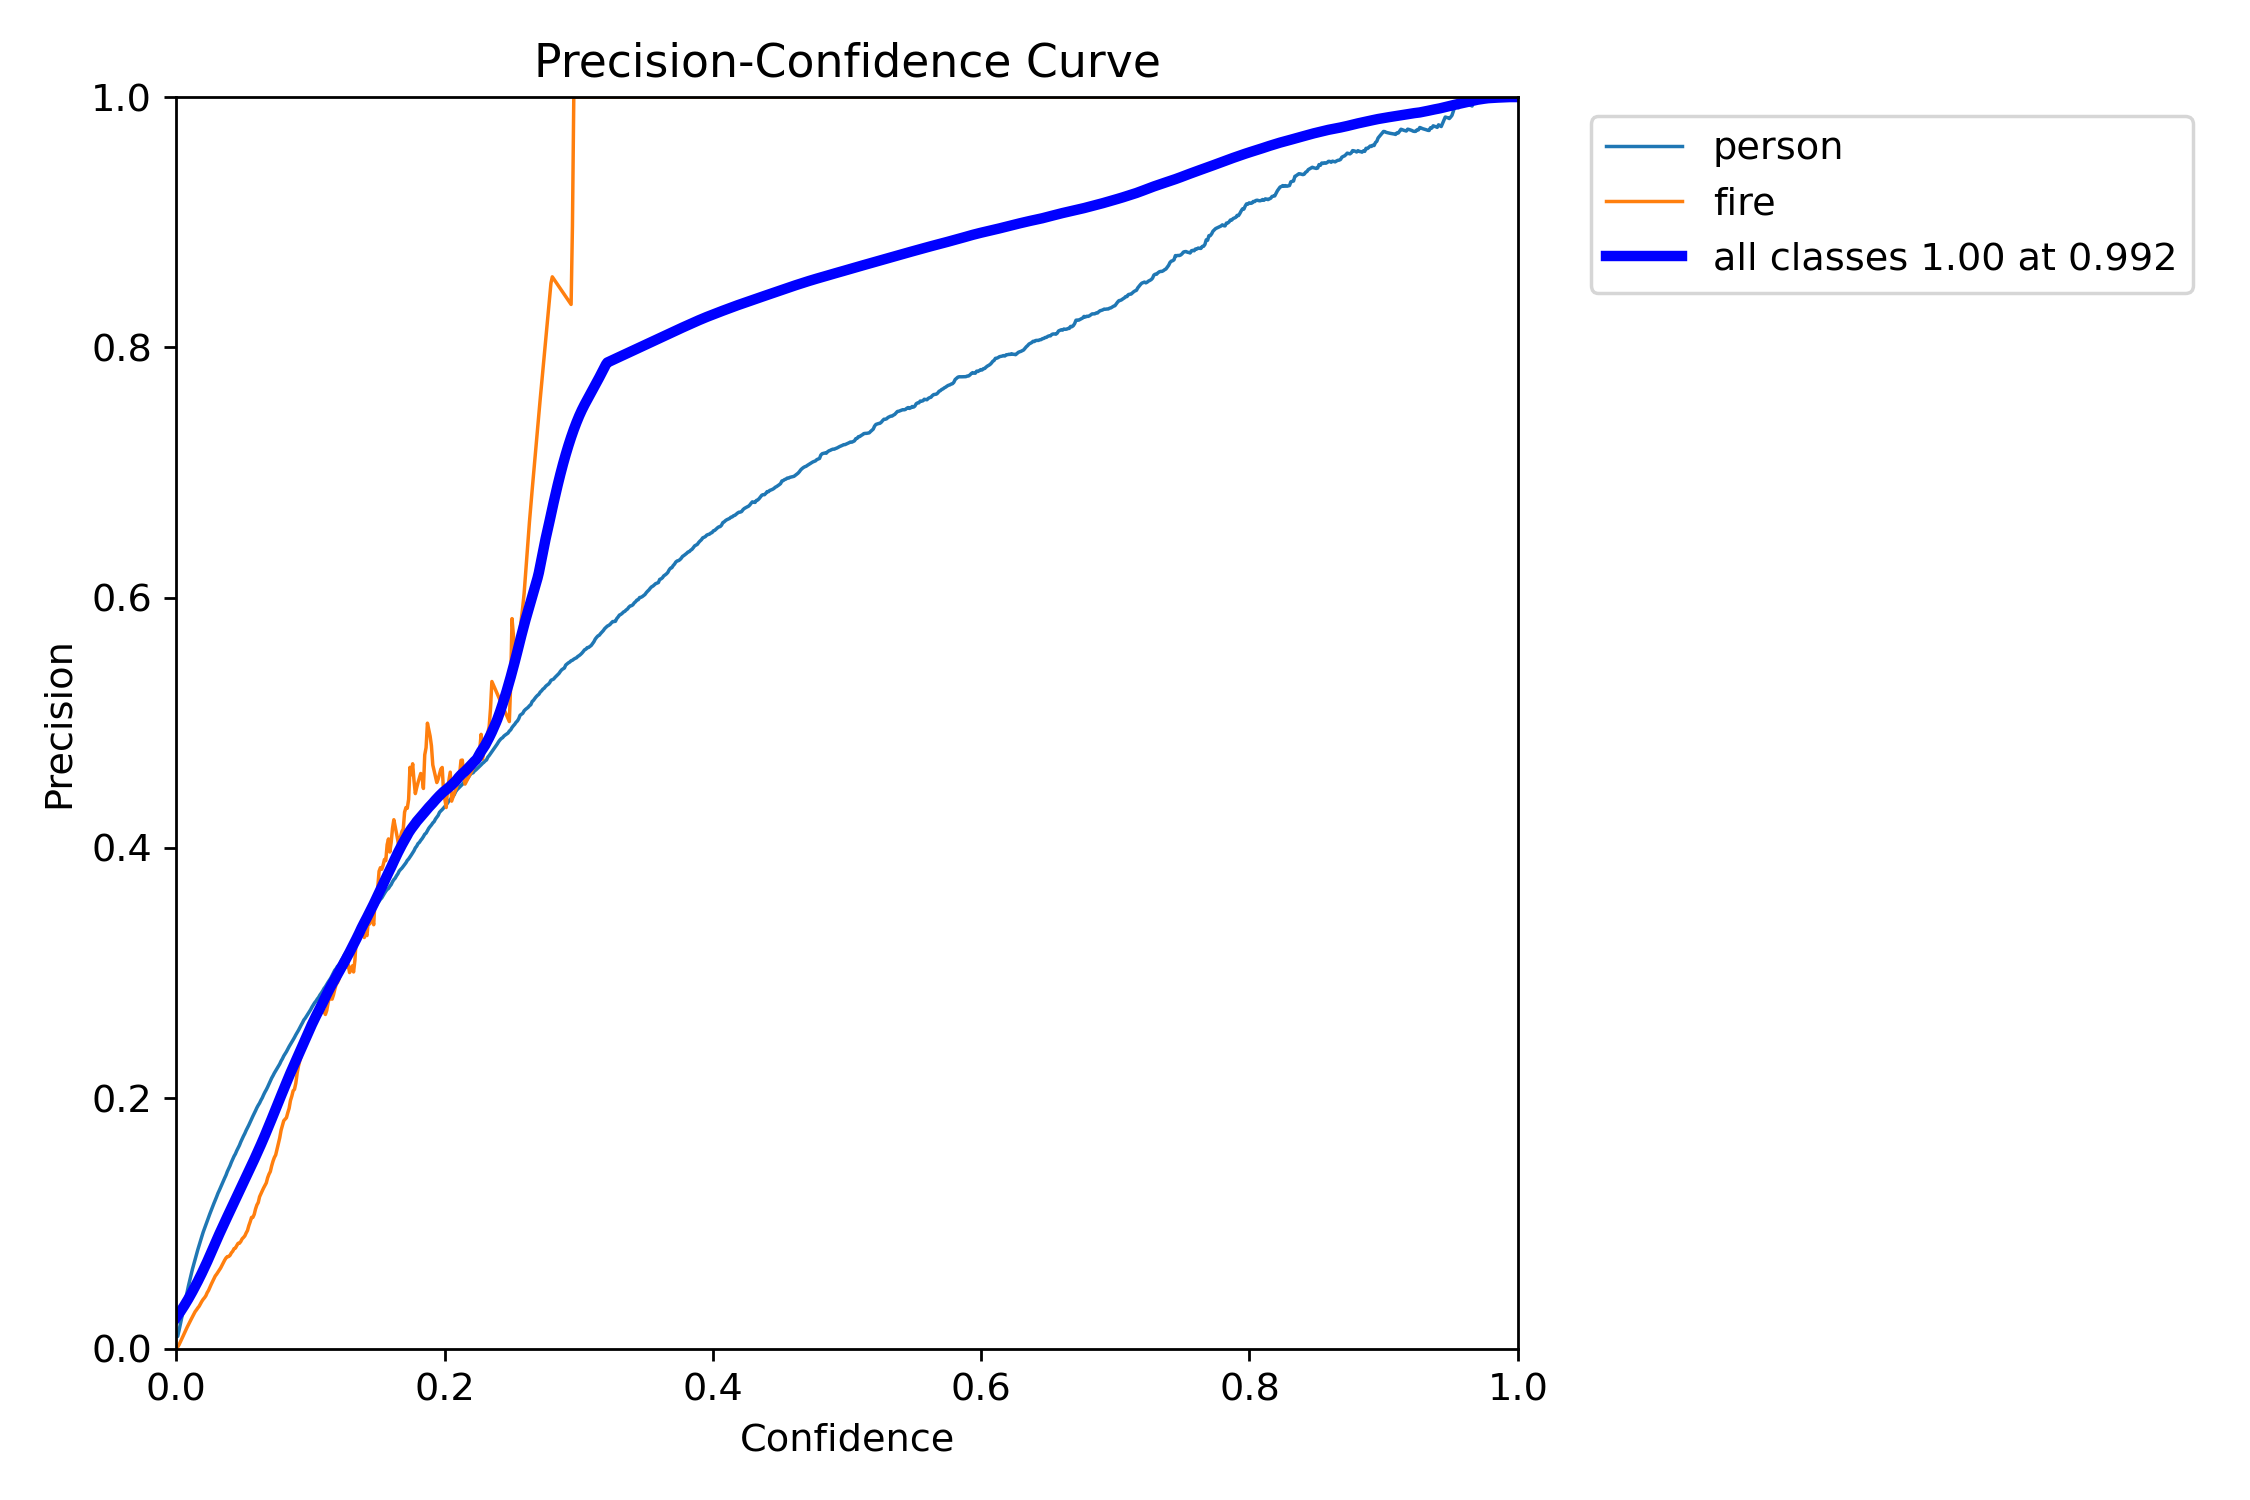 Precision-Confidence Curve
1.0
0.8
0.6
0.4
0.2
0.0
Precision
0.0 0.2 0.4 0.6 0.8 1.0
Confidence
person
fire
all classes 1.00 at 0.992